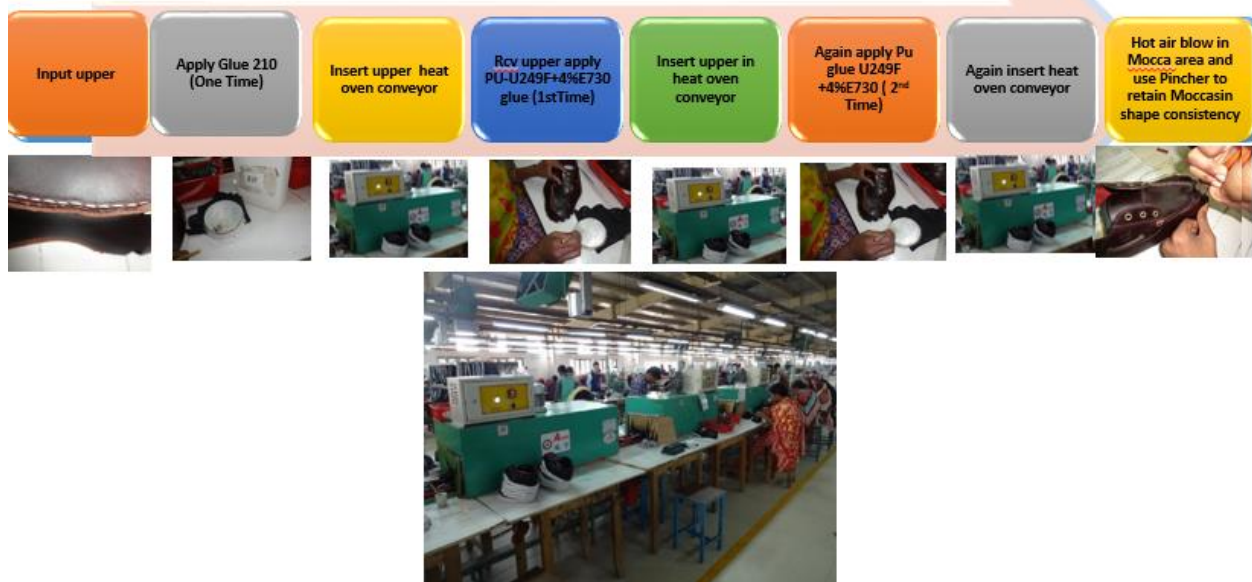 Input upper
Apply Glue 210
(One Time)
Insert upper heat
oven conveyor
Rcv upper apply
PU-U249F+4%E730
glue (1stTime)
Insert upper in
heat oven
conveyor
Again apply Pu
glue U249F
+4%E730 ( 2nd
Time)
Again insert heat
oven conveyor
Hot air blow in
Mocca area and
use Pincher to
retain Moccasin
shape consistency